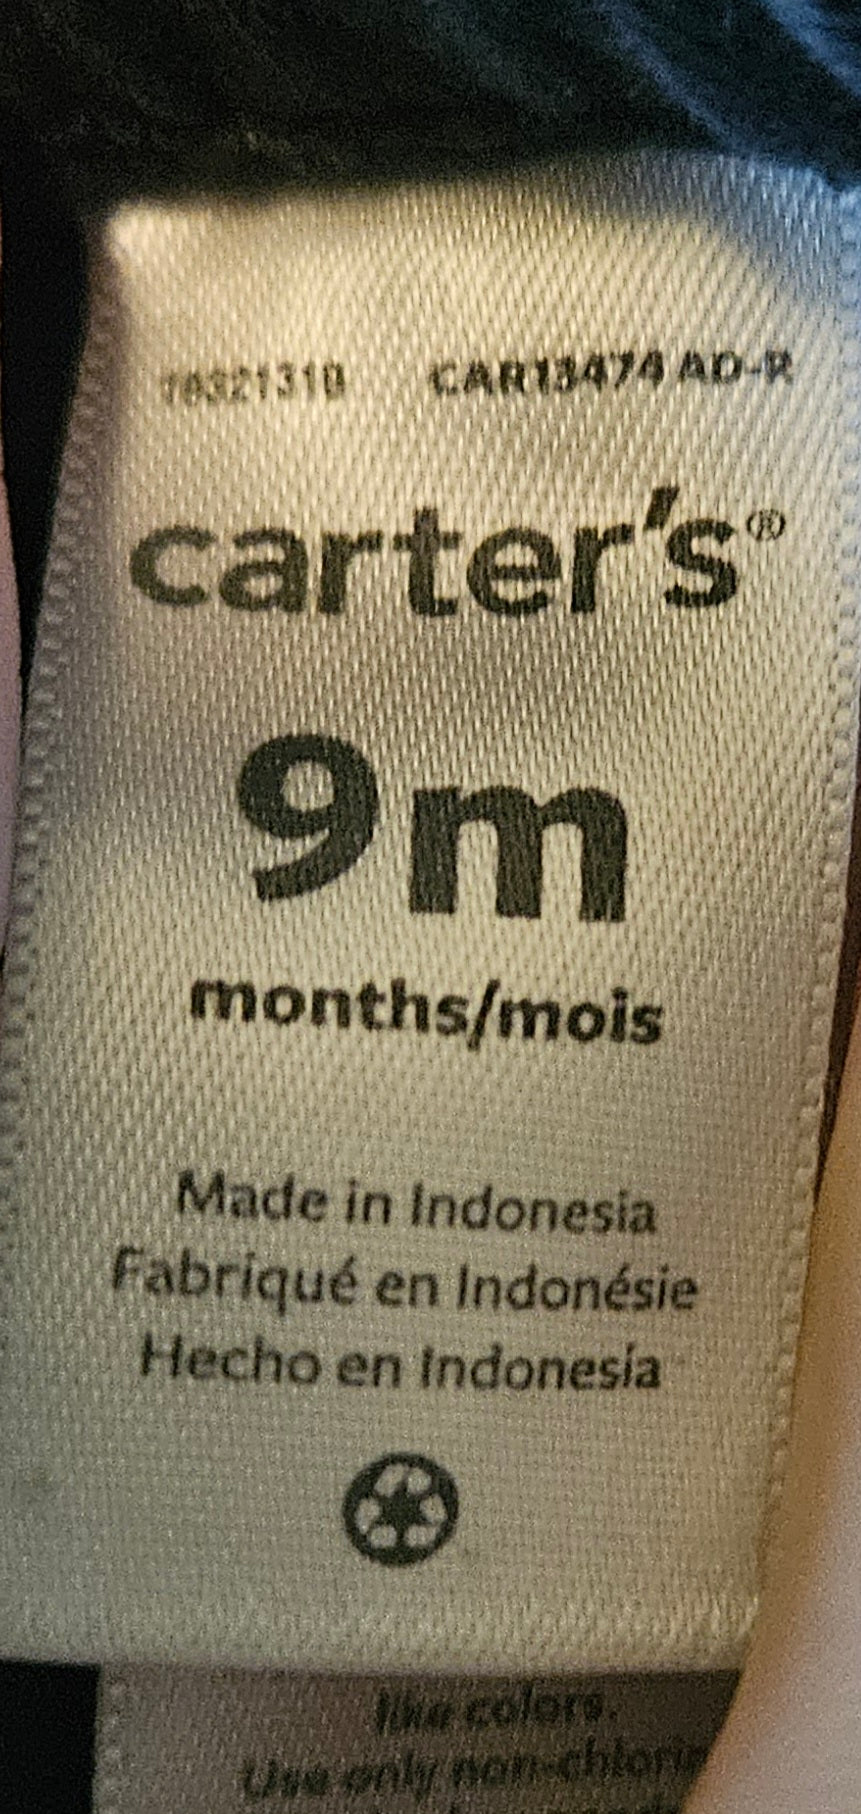 CAR13474 AD-R
carter's®
9m
months/mois
Made in Indonesia
Fabriqué en Indonésie
Hecho en Indonesia
like colors.
Use only non-chlorin